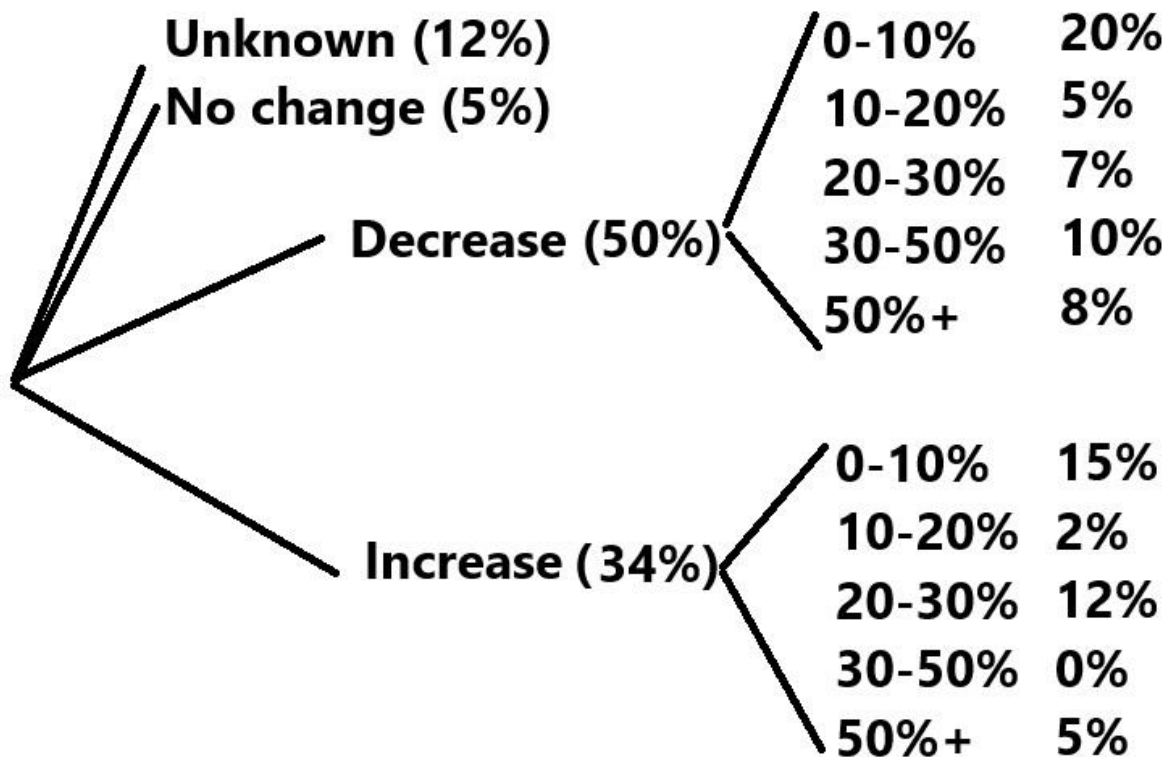 Unknown (12%)
No change (5%)
Decrease (50%)
0-10% 20%
10-20% 5%
20-30% 7%
30-50% 10%
50%+ 8%
Increase (34%)
0-10% 15%
10-20% 2%
20-30% 12%
30-50% 0%
50%+ 5%